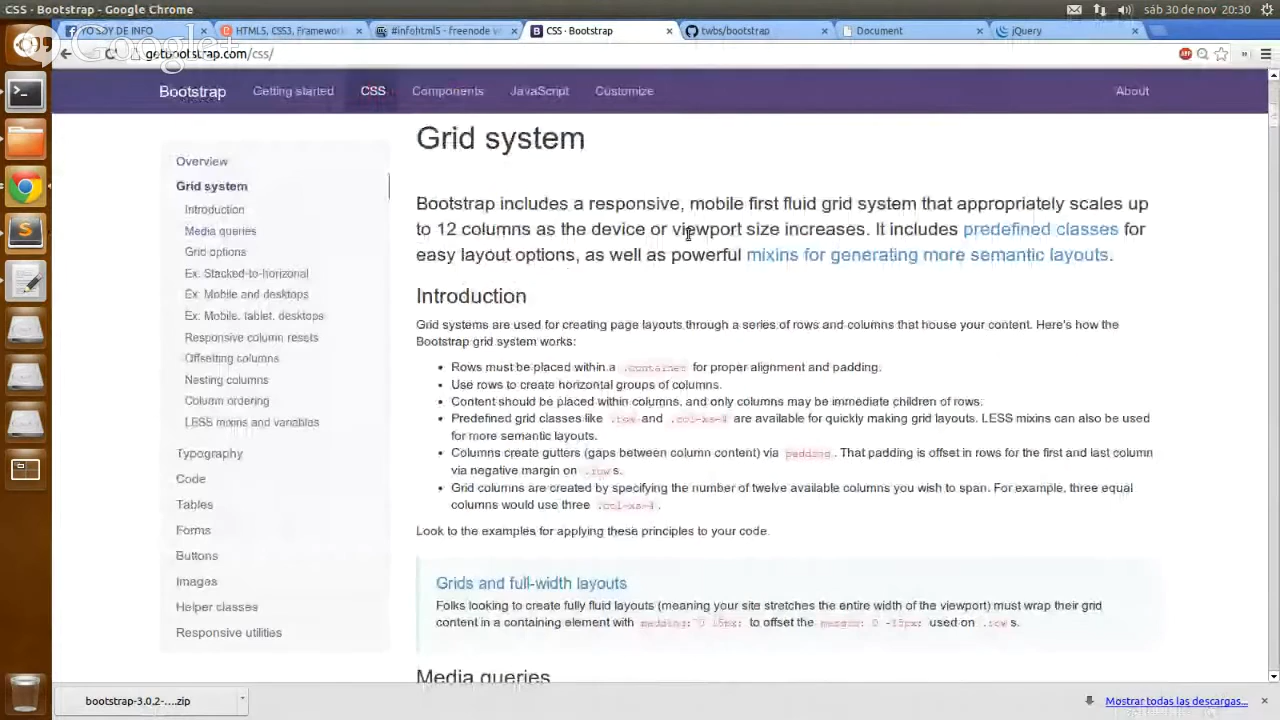 CSS · Bootstrap - Google Chrome
sáb 30 de nov 20:30
YO SOY DE INFO
HTML5, CSS3, Framework
#infohtml5 - freenode w
CSS · Bootstrap
twbs/bootstrap
Document
jQuery
Google+
getbootstrap.com/css/
Bootstrap
Getting started
CSS
Components
JavaScript
Customize
About
Overview
Grid system
Introduction
Media queries
Grid options
Ex: Stacked-to-horizontal
Ex: Mobile and desktops
Ex: Mobile, tablet, desktops
Responsive column resets
Offsetting columns
Nesting columns
Column ordering
LESS mixins and variables
Typography
Code
Tables
Forms
Buttons
Images
Helper classes
Responsive utilities
Grid system
Bootstrap includes a responsive, mobile first fluid grid system that appropriately scales up
to 12 columns as the device or viewport size increases. It includes predefined classes for
easy layout options, as well as powerful mixins for generating more semantic layouts.
Introduction
Grid systems are used for creating page layouts through a series of rows and columns that house your content. Here's how the
Bootstrap grid system works:
Rows must be placed within a .container for proper alignment and padding.
Use rows to create horizontal groups of columns.
Content should be placed within columns, and only columns may be immediate children of rows.
Predefined grid classes like .row and .col-xs-4 are available for quickly making grid layouts. LESS mixins can also be used
for more semantic layouts.
Columns create gutters (gaps between column content) via padding. That padding is offset in rows for the first and last column
via negative margin on .row s.
Grid columns are created by specifying the number of twelve available columns you wish to span. For example, three equal
columns would use three .col-xs-4.
Look to the examples for applying these principles to your code.
Grids and full-width layouts
Folks looking to create fully fluid layouts (meaning your site stretches the entire width of the viewport) must wrap their grid
content in a containing element with padding: 0 15px; to offset the margin: 0 -15px; used on .row s.
Media queries
bootstrap-3.0.2-....zip
Mostrar todas las descargas...